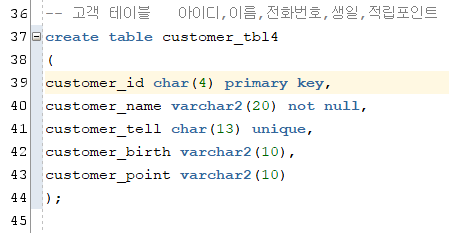 36 -- 고객 테이블 아이디,이름,전화번호,생일,적립포인트
37 create table customer_tbl4
38 (
39 customer_id char(4) primary key,
40 customer_name varchar2(20) not null,
41 customer_tell char(13) unique,
42 customer_birth varchar2(10),
43 customer_point varchar2(10)
44 );
45